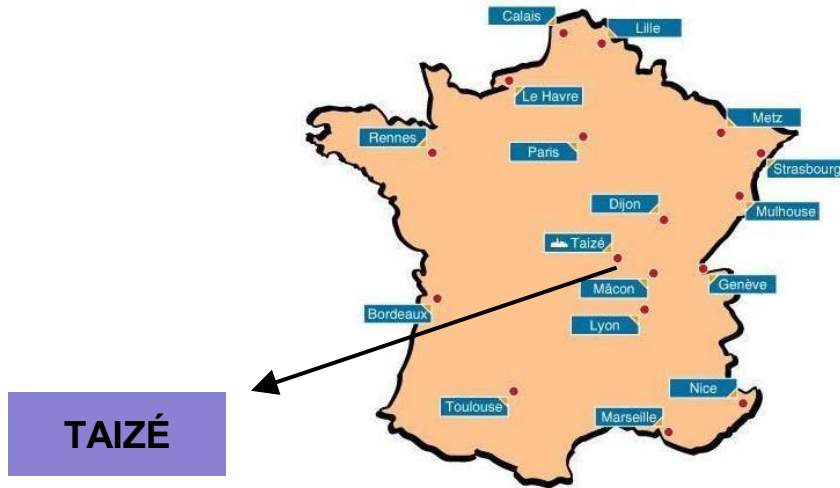 Calais
Lille
Le Havre
Metz
Rennes
Paris
Strasbourg
Dijon
Mulhouse
Taizé
Mâcon
Genève
Bordeaux
Lyon
Nice
Toulouse
Marseille
TAIZÉ